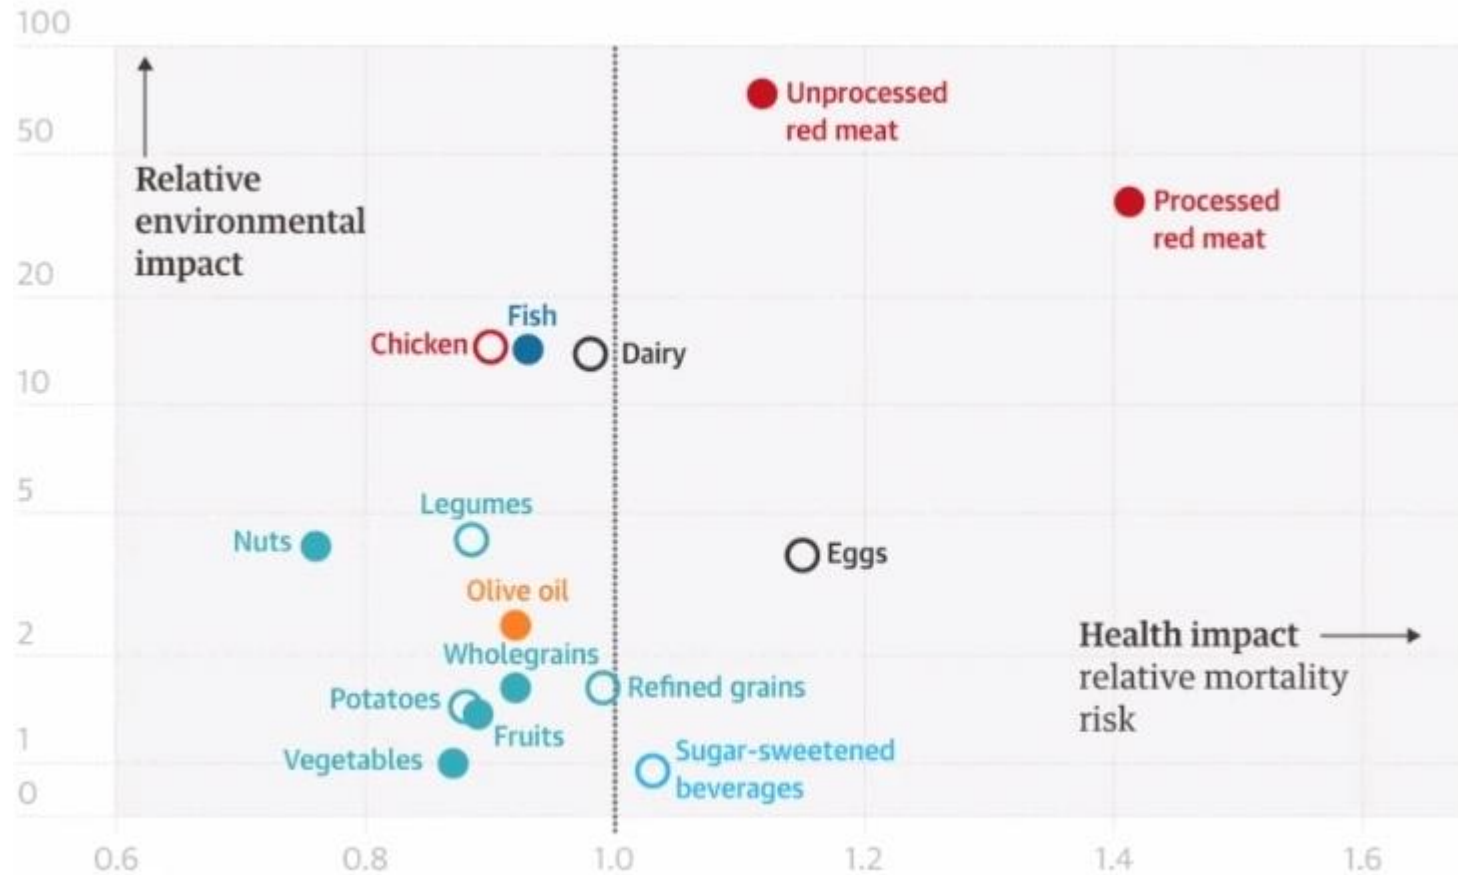 100
Unprocessed
red meat
50
Relative
environmental
impact
Processed
red meat
20
Fish
Chicken
Dairy
10
5
Legumes
Nuts
Eggs
Olive oil
2
Wholegrains
Health impact
relative mortality
risk
Refined grains
Potatoes
Fruits
1
Vegetables
Sugar-sweetened
beverages
0
0.6 0.8 1.0 1.2 1.4 1.6